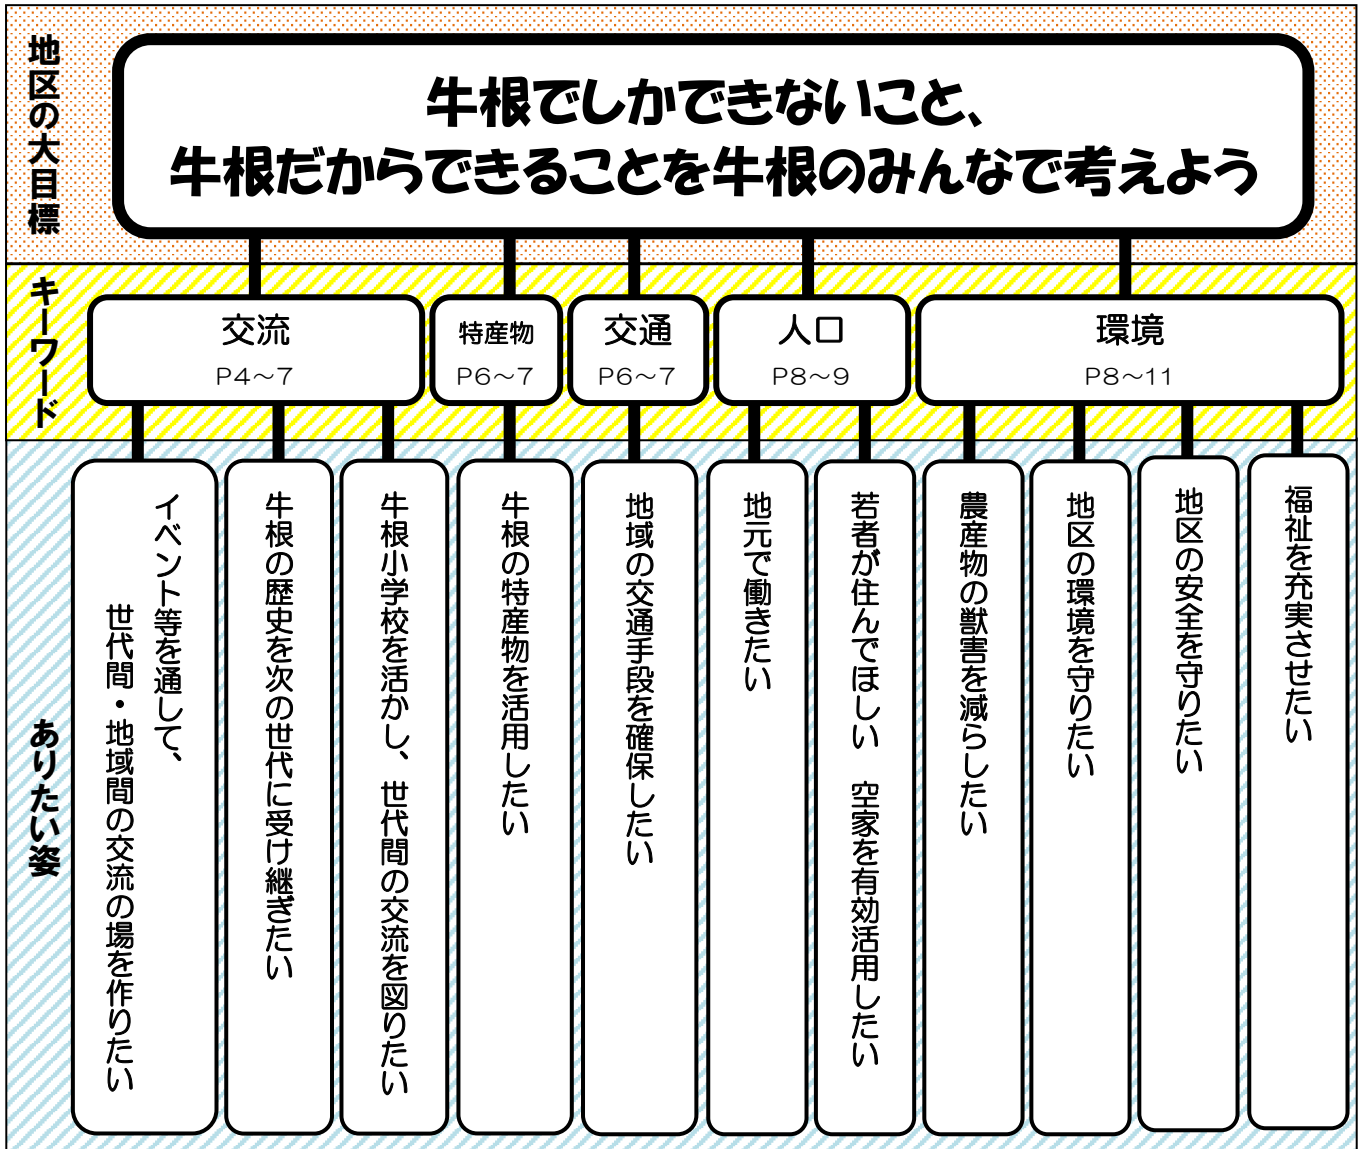 地区の大目標
牛根でしかできないこと、
牛根だからできることを牛根のみんなで考えよう
キーワード
交流
P4~7
特産物
P6~7
交通
P6~7
人口
P8~9
環境
P8~11
ありたい姿
イベント等を通して、
世代間・地域間の交流の場を作りたい
牛根の歴史を次の世代に受け継ぎたい
牛根小学校を活かし、世代間の交流を図りたい
牛根の特産物を活用したい
地域の交通手段を確保したい
地元で働きたい
若者が住んでほしい　空家を有効活用したい
農産物の獣害を減らしたい
地区の環境を守りたい
地区の安全を守りたい
福祉を充実させたい